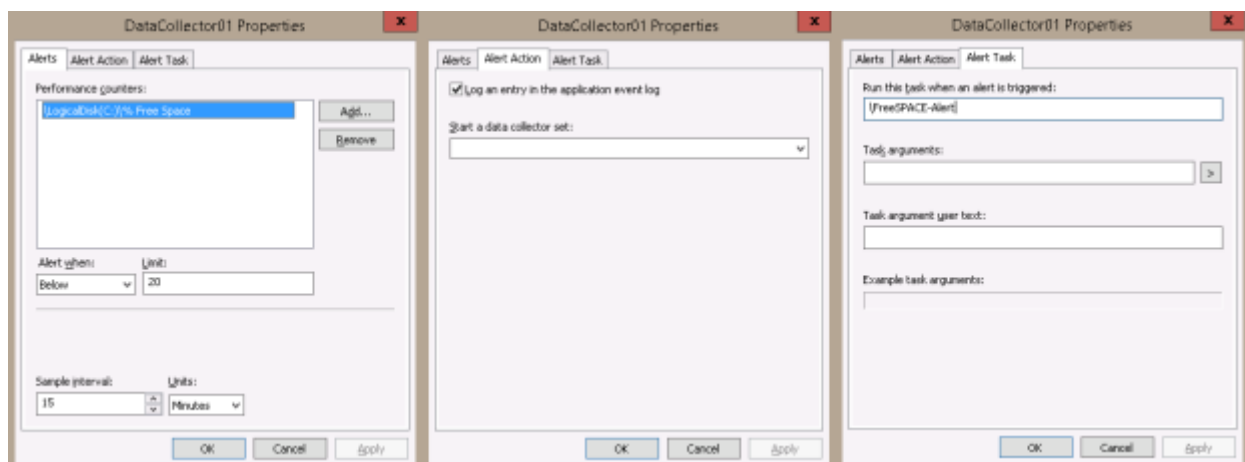 DataCollector01 Properties
x
Alerts
Alert Action
Alert Task
Performance counters:
\LogicalDisk(C:)\% Free Space
Add...
Remove
Alert when:
Limit:
Below
20
Sample interval:
Units:
15
Minutes
OK
Cancel
Apply
DataCollector01 Properties
x
Alerts
Alert Action
Alert Task
Log an entry in the application event log
Start a data collector set:
OK
Cancel
Apply
DataCollector01 Properties
x
Alerts
Alert Action
Alert Task
Run this task when an alert is triggered:
\FreeSPACE-Alert
Task arguments:
>
Task argument user text:
Example task arguments:
OK
Cancel
Apply